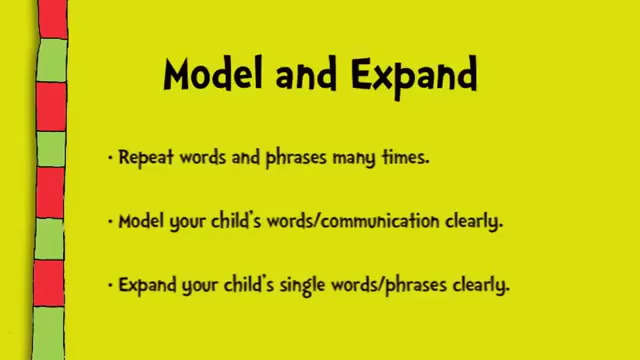 Model and Expand
· Repeat words and phrases many times.
· Model your child's words/communication clearly.
· Expand your child's single words/phrases clearly.